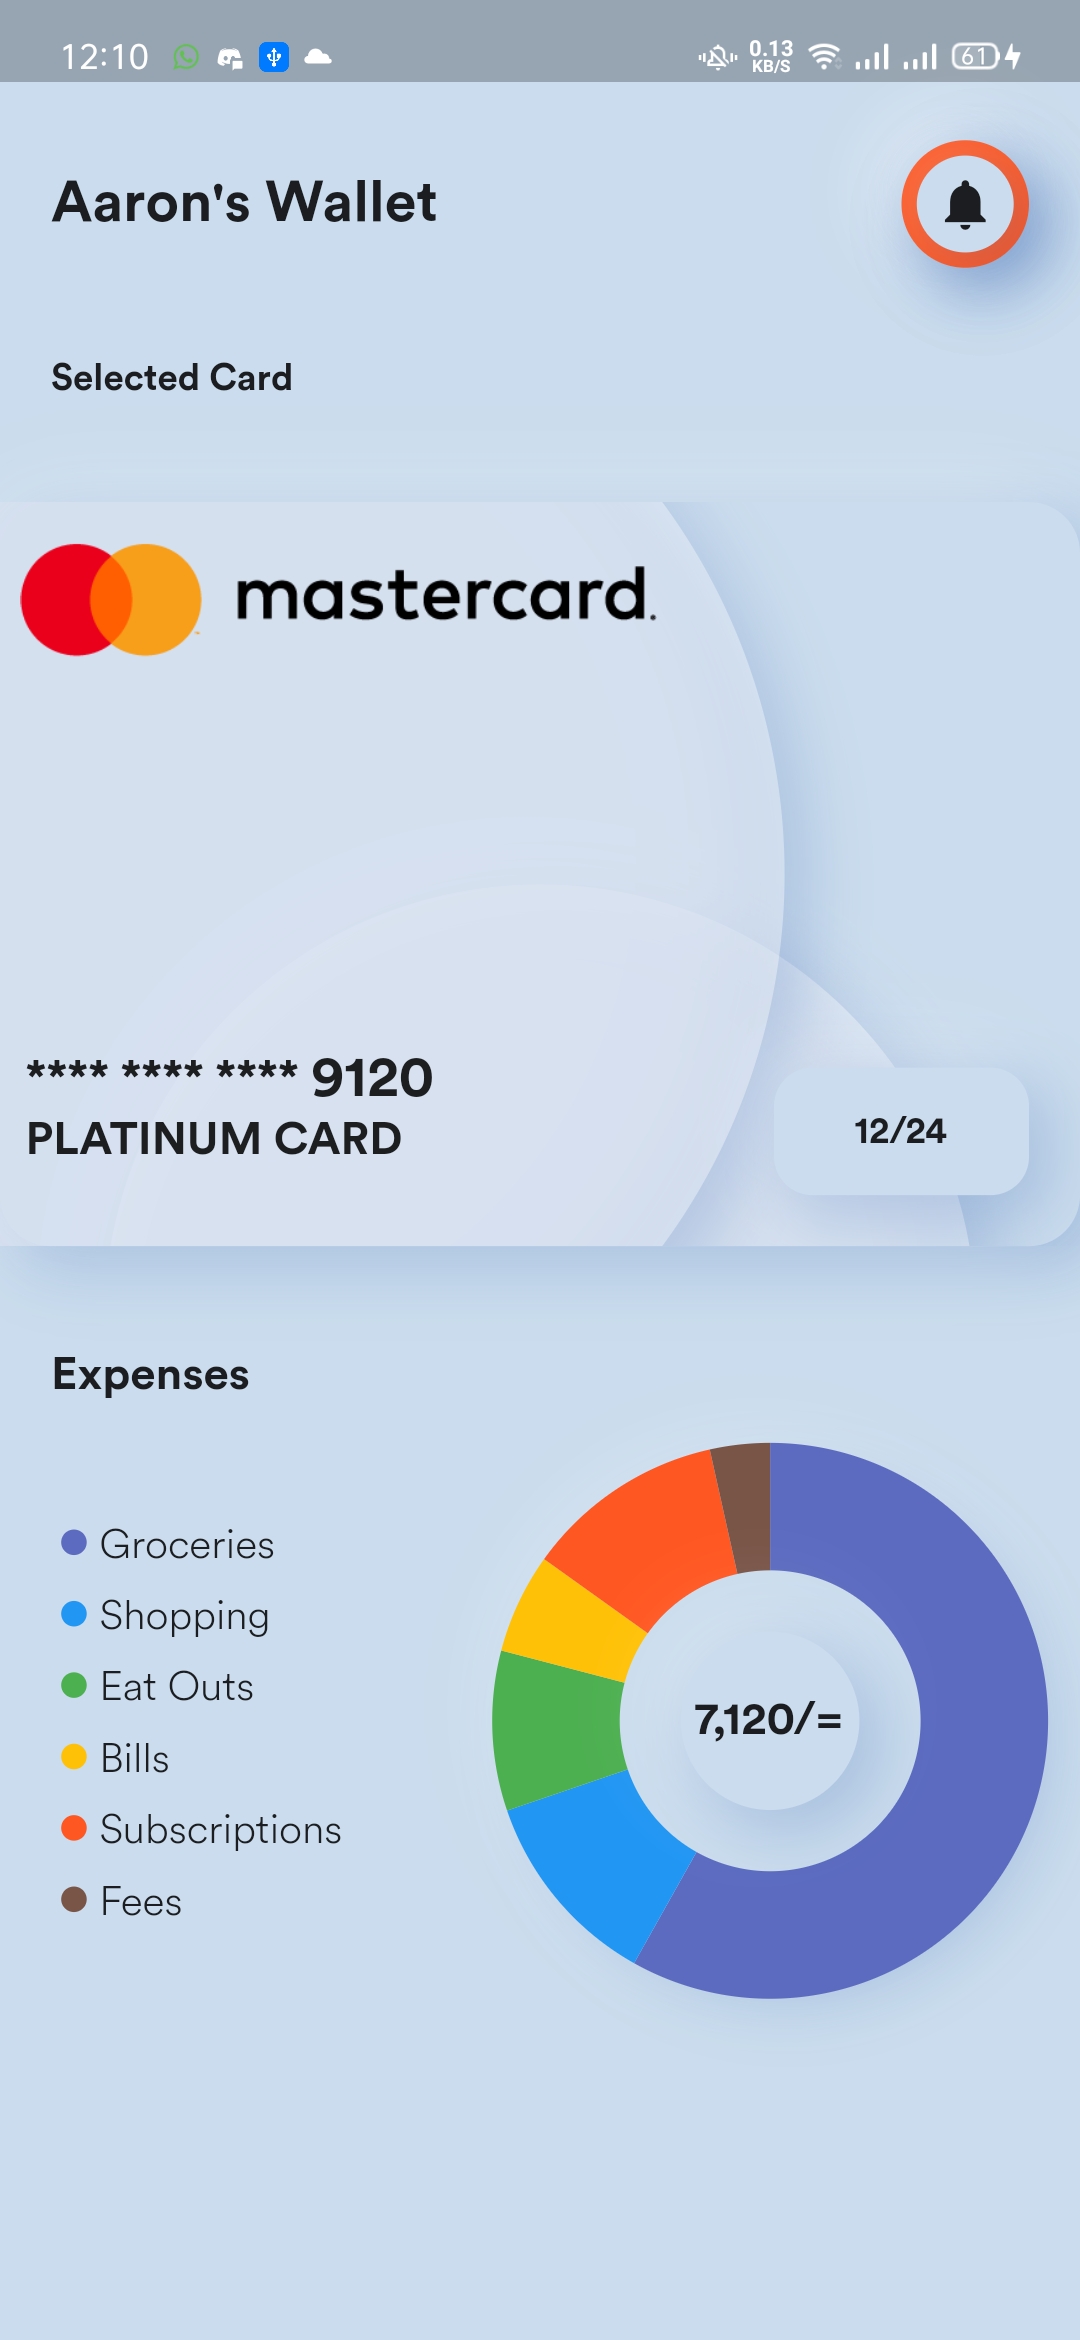 12:10 0.13 KB/S 61
Aaron's Wallet
Selected Card
mastercard.
**** **** **** 9120
PLATINUM CARD
12/24
Expenses
Groceries
Shopping
Eat Outs
Bills
Subscriptions
Fees
7,120/=